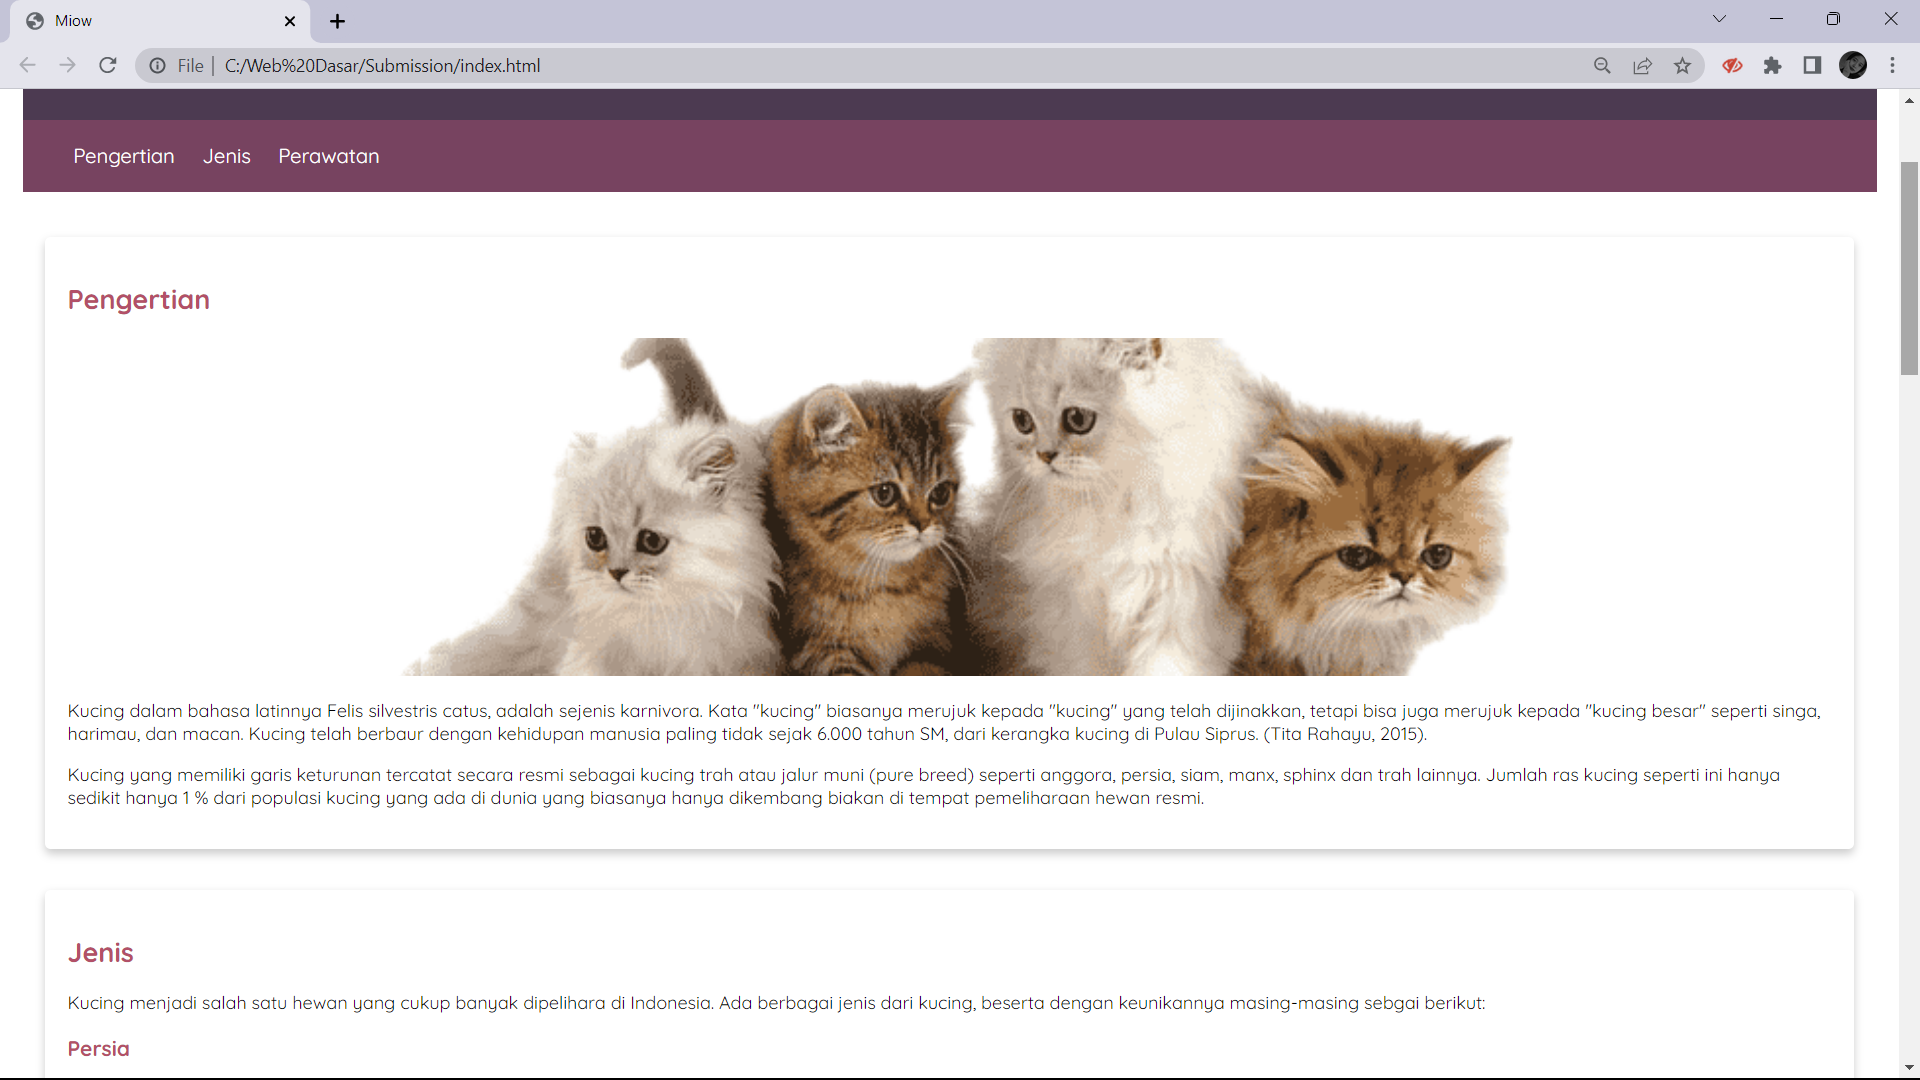 Miow
File
C:/Web%20Dasar/Submission/index.html
Pengertian Jenis Perawatan
Pengertian
Kucing dalam bahasa latinnya Felis silvestris catus, adalah sejenis karnivora. Kata "kucing" biasanya merujuk kepada "kucing" yang telah dijinakkan, tetapi bisa juga merujuk kepada "kucing besar" seperti singa,
harimau, dan macan. Kucing telah berbaur dengan kehidupan manusia paling tidak sejak 6.000 tahun SM, dari kerangka kucing di Pulau Siprus. (Tita Rahayu, 2015).
Kucing yang memiliki garis keturunan tercatat secara resmi sebagai kucing trah atau jalur muni (pure breed) seperti anggora, persia, siam, manx, sphinx dan trah lainnya. Jumlah ras kucing seperti ini hanya
sedikit hanya 1 % dari populasi kucing yang ada di dunia yang biasanya hanya dikembang biakan di tempat pemeliharaan hewan resmi.
Jenis
Kucing menjadi salah satu hewan yang cukup banyak dipelihara di Indonesia. Ada berbagai jenis dari kucing, beserta dengan keunikannya masing-masing sebgai berikut:
Persia